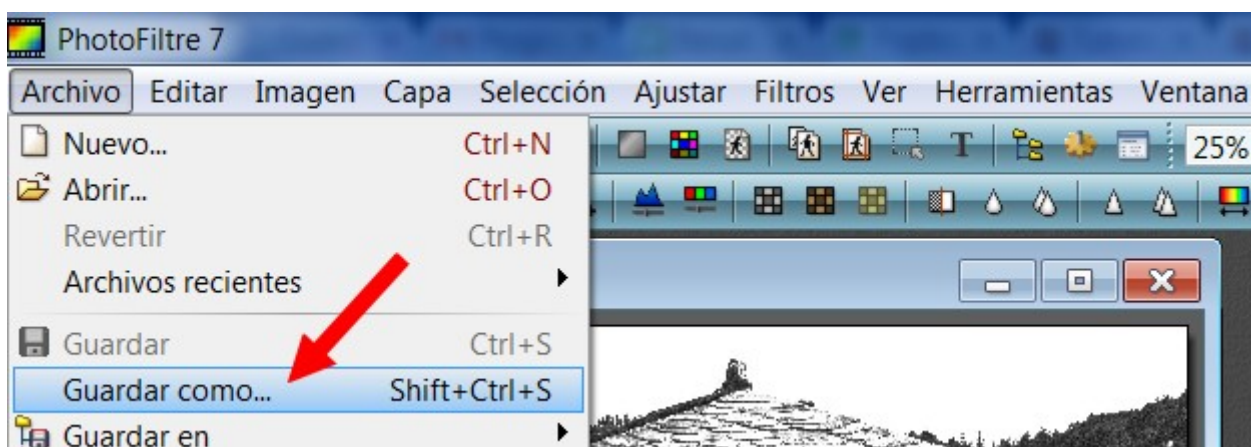 PhotoFiltre 7
Archivo Editar Imagen Capa Selección Ajustar Filtros Ver Herramientas Ventana
Nuevo... Ctrl+N
T 25%
Abrir... Ctrl+O
Revertir Ctrl+R
Archivos recientes
Guardar Ctrl+S
Guardar como... Shift+Ctrl+S
Guardar en